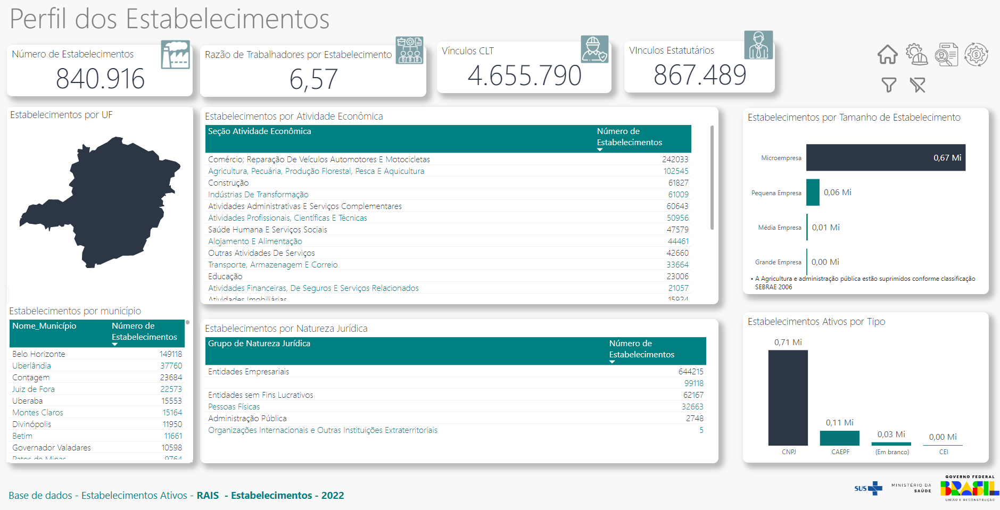 Perfil dos Estabelecimentos
Número de Estabelecimentos
840.916
Razão de Trabalhadores por Estabelecimento
6,57
Vínculos CLT
4.655.790
VInculos Estatutários
867.489
Estabelecimentos por UF
Estabelecimentos por município
Nome_Município Número de Estabelecimentos
Belo Horizonte 149118
Uberlândia 37760
Contagem 23684
Juiz de Fora 22573
Uberaba 15553
Montes Claros 15164
Divinópolis 11950
Betim 11661
Governador Valadares 10598
Patos de Minas 9764
Estabelecimentos por Atividade Econômica
Seção Atividade Econômica Número de Estabelecimentos
Comércio; Reparação De Veículos Automotores E Motocicletas 242033
Agricultura, Pecuária, Produção Florestal, Pesca E Aquicultura 102545
Construção 61827
Indústrias De Transformação 61009
Atividades Administrativas E Serviços Complementares 60643
Atividades Profissionais, Científicas E Técnicas 50956
Saúde Humana E Serviços Sociais 47579
Alojamento E Alimentação 44461
Outras Atividades De Serviços 42660
Transporte, Armazenagem E Correio 33664
Educação 23006
Atividades Financeiras, De Seguros E Serviços Relacionados 21057
Atividades Imobiliárias 15924
Estabelecimentos por Natureza Jurídica
Grupo de Natureza Jurídica Número de Estabelecimentos
Entidades Empresariais 644215
99118
Entidades sem Fins Lucrativos 62167
Pessoas Físicas 32663
Administração Pública 2748
Organizações Internacionais e Outras Instituições Extraterritoriais 5
Estabelecimentos por Tamanho de Estabelecimento
Microempresa 0,67 Mi
Pequena Empresa 0,06 Mi
Média Empresa 0,01 Mi
Grande Empresa 0,00 Mi
• A Agricultura e administração pública estão suprimidos conforme classificação
SEBRAE 2006
Estabelecimentos Ativos por Tipo
0,71 Mi
0,11 Mi
0,03 Mi
0,00 Mi
CNPJ CAEPF (Em branco) CEI
Base de dados - Estabelecimentos Ativos - RAIS - Estabelecimentos - 2022
SUS
MINISTÉRIO DA
SAÚDE
GOVERNO FEDERAL
BRASIL
UNIÃO E RECONSTRUÇÃO